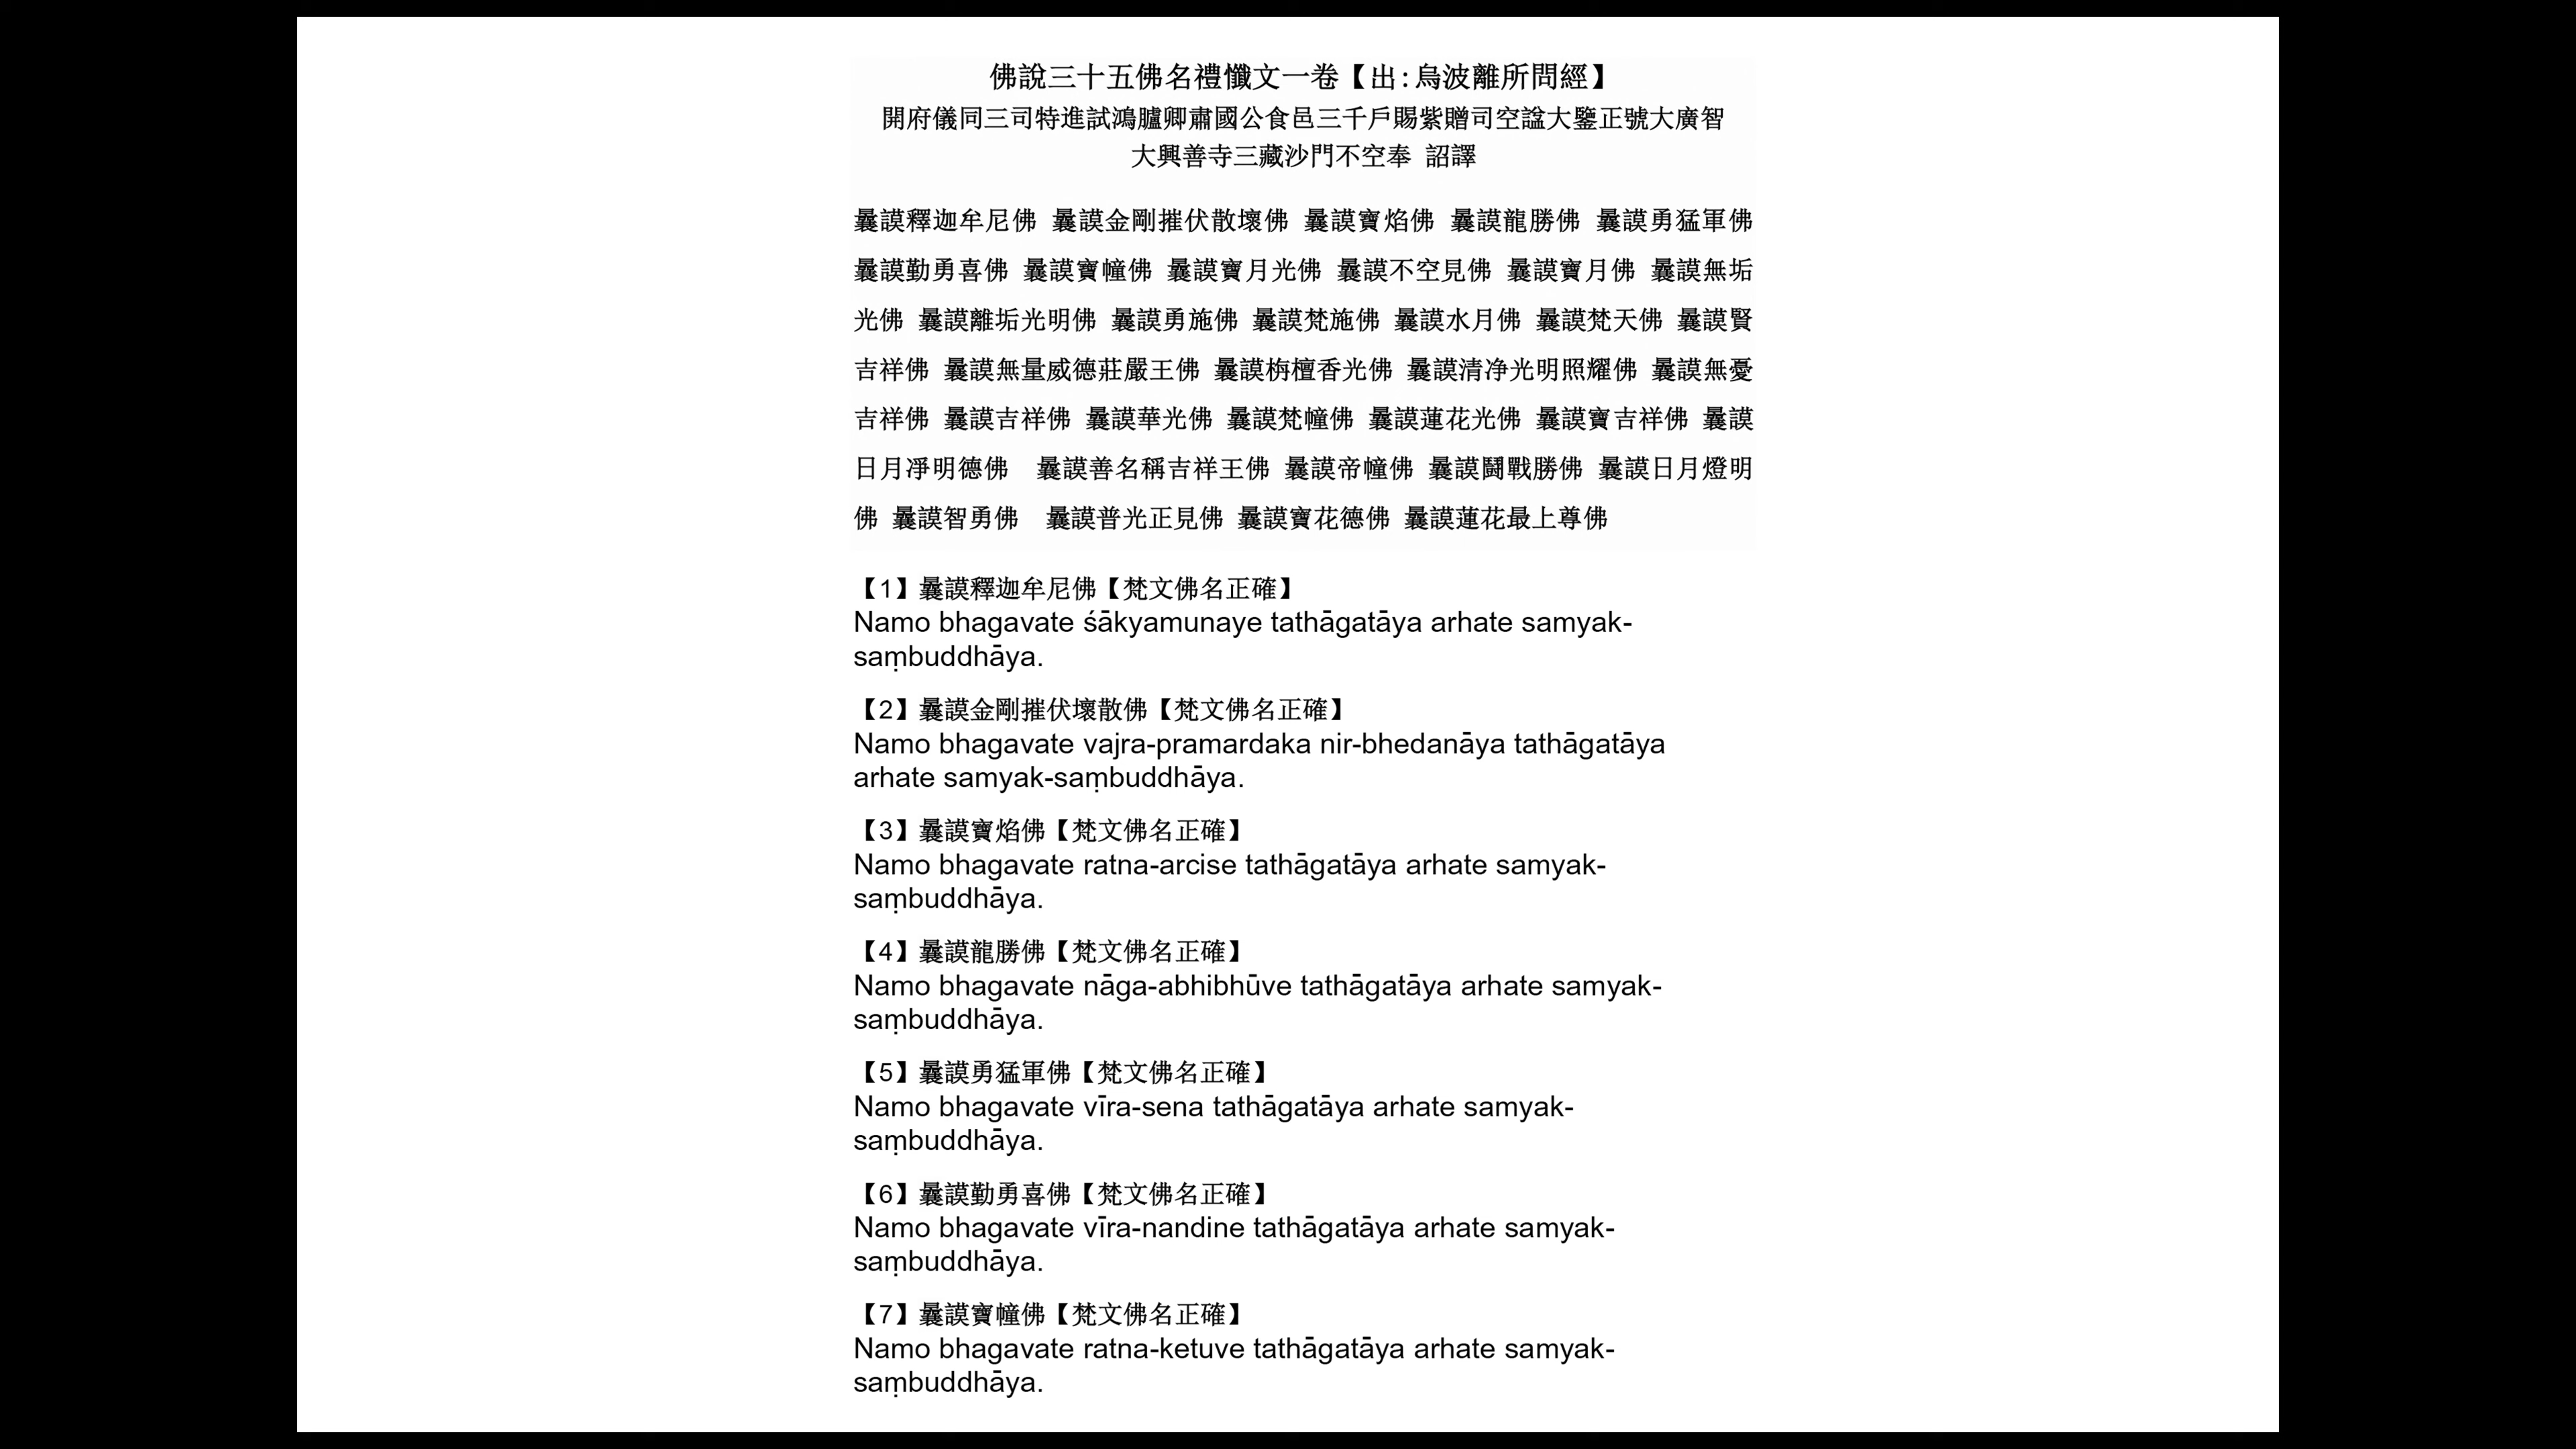 佛說三十五佛名禮懺文一卷【出:烏波離所問經】
開府儀同三司特進試鴻臚卿肅國公食邑三千戶賜紫贈司空諡大鑒正號大廣智
大興善寺三藏沙門不空奉 詔譯
曩謨釋迦牟尼佛 曩謨金剛摧伏散壞佛 曩謨寶焰佛 曩謨龍勝佛 曩謨勇猛軍佛
曩謨勤勇喜佛 曩謨寶幢佛 曩謨寶月光佛 曩謨不空見佛 曩謨寶月佛 曩謨無垢
光佛 曩謨離垢光明佛 曩謨勇施佛 曩謨梵施佛 曩謨水月佛 曩謨梵天佛 曩謨賢
吉祥佛 曩謨無量威德莊嚴王佛 曩謨栴檀香光佛 曩謨清净光明照耀佛 曩謨無憂
吉祥佛 曩謨吉祥佛 曩謨華光佛 曩謨梵幢佛 曩謨蓮花光佛 曩謨寶吉祥佛 曩謨
日月凈明德佛 曩謨善名稱吉祥王佛 曩謨帝幢佛 曩謨鬪戰勝佛 曩謨日月燈明
佛 曩謨智勇佛 曩謨普光正見佛 曩謨寶花德佛 曩謨蓮花最上尊佛
【1】曩謨釋迦牟尼佛【梵文佛名正確】
Namo bhagavate śākyamunaye tathāgatāya arhate samyak-
saṃbuddhāya.
【2】曩謨金剛摧伏壞散佛【梵文佛名正確】
Namo bhagavate vajra-pramardaka nir-bhedanāya tathāgatāya
arhate samyak-saṃbuddhāya.
【3】曩謨寶焰佛【梵文佛名正確】
Namo bhagavate ratna-arcise tathāgatāya arhate samyak-
saṃbuddhāya.
【4】曩謨龍勝佛【梵文佛名正確】
Namo bhagavate nāga-abhibhūve tathāgatāya arhate samyak-
saṃbuddhāya.
【5】曩謨勇猛軍佛【梵文佛名正確】
Namo bhagavate vīra-sena tathāgatāya arhate samyak-
saṃbuddhāya.
【6】曩謨勤勇喜佛【梵文佛名正確】
Namo bhagavate vīra-nandine tathāgatāya arhate samyak-
saṃbuddhāya.
【7】曩謨寶幢佛【梵文佛名正確】
Namo bhagavate ratna-ketuve tathāgatāya arhate samyak-
saṃbuddhāya.